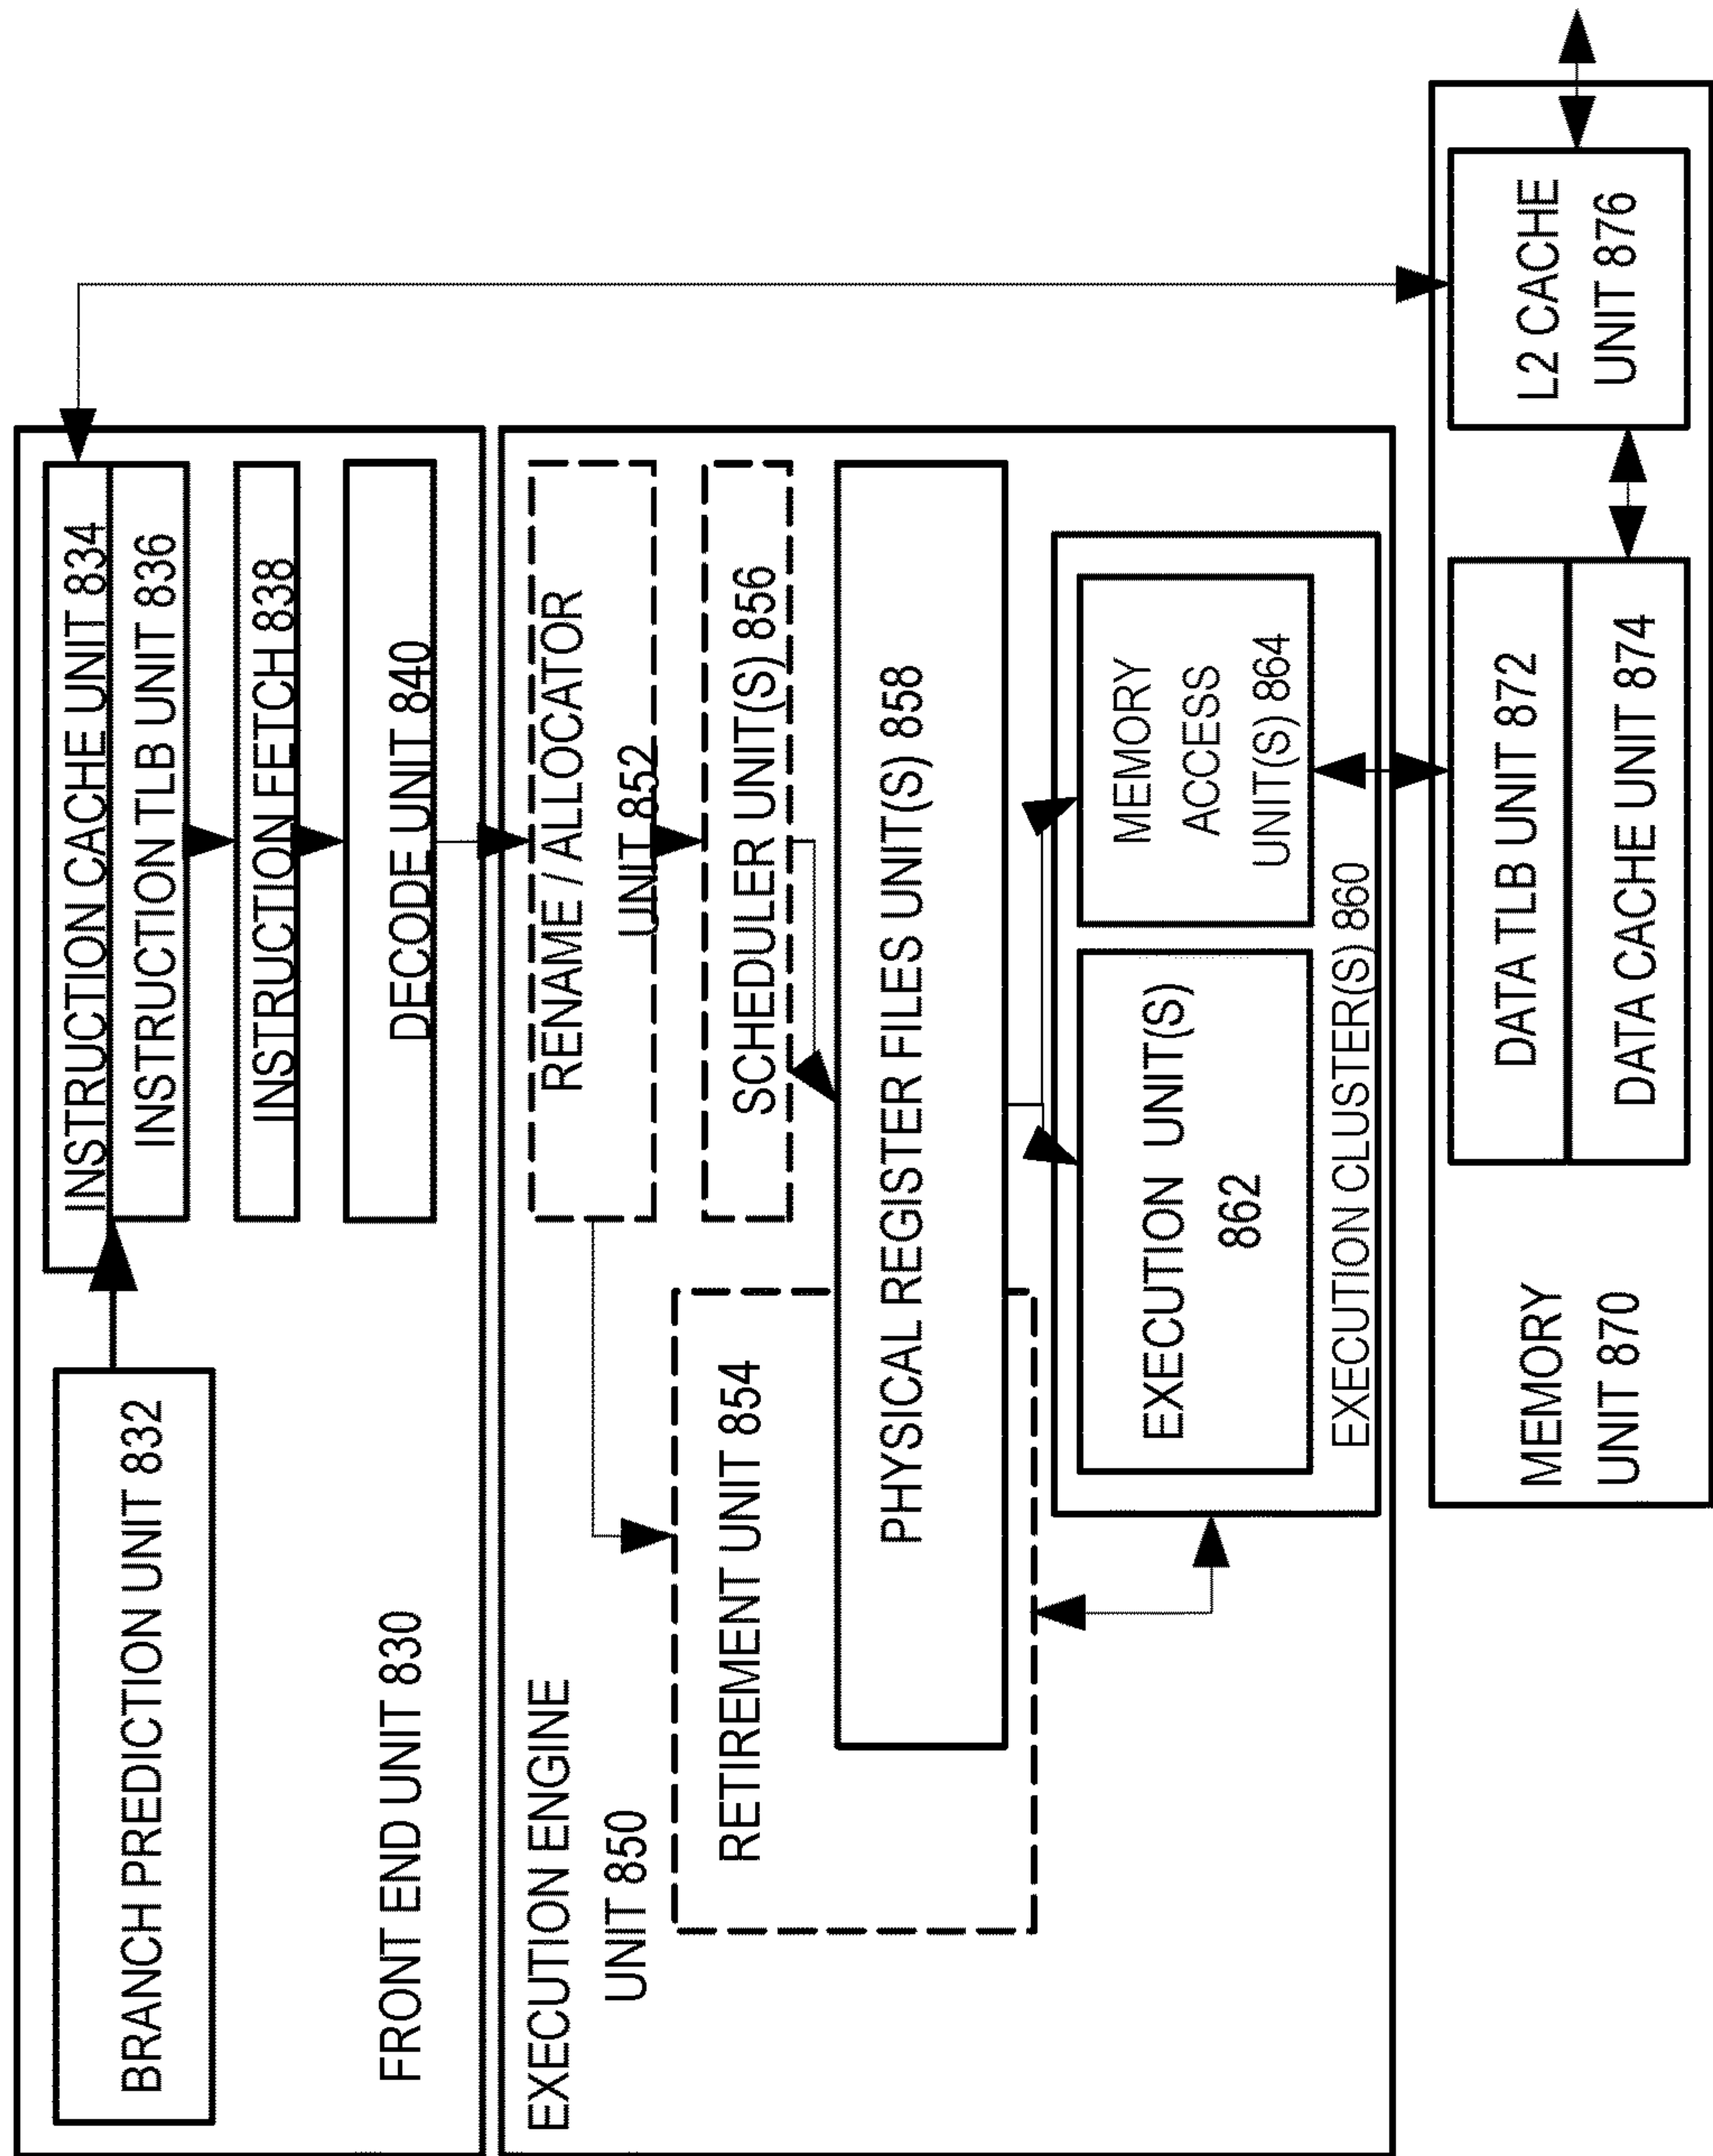 BRANCH PREDICTION UNIT 832
INSTRUCTION CACHE UNIT 834
INSTRUCTION TLB UNIT 836
INSTRUCTION FETCH 838
DECODE UNIT 840
FRONT END UNIT 830
EXECUTION ENGINE
UNIT 850
RENAME / ALLOCATOR
UNIT 852
RETIREMENT UNIT 854
SCHEDULER UNIT(S) 856
PHYSICAL REGISTER FILES UNIT(S) 858
EXECUTION UNIT(S)
862
MEMORY
ACCESS
UNIT(S) 864
EXECUTION CLUSTER(S) 860
MEMORY
UNIT 870
DATA TLB UNIT 872
DATA CACHE UNIT 874
L2 CACHE
UNIT 876